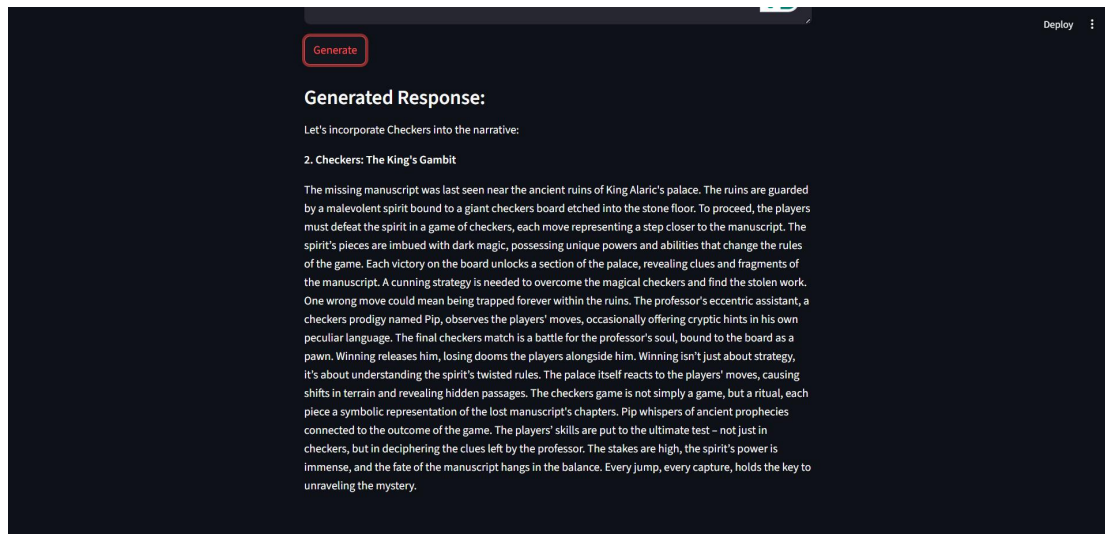 Deploy
Generate
Generated Response:
Let's incorporate Checkers into the narrative:
2. Checkers: The King's Gambit
The missing manuscript was last seen near the ancient ruins of King Alaric's palace. The ruins are guarded
by a malevolent spirit bound to a giant checkers board etched into the stone floor. To proceed, the players
must defeat the spirit in a game of checkers, each move representing a step closer to the manuscript. The
spirit's pieces are imbued with dark magic, possessing unique powers and abilities that change the rules
of the game. Each victory on the board unlocks a section of the palace, revealing clues and fragments of
the manuscript. A cunning strategy is needed to overcome the magical checkers and find the stolen work.
One wrong move could mean being trapped forever within the ruins. The professor's eccentric assistant, a
checkers prodigy named Pip, observes the players' moves, occasionally offering cryptic hints in his own
peculiar language. The final checkers match is a battle for the professor's soul, bound to the board as a
pawn. Winning releases him, losing dooms the players alongside him. Winning isn't just about strategy,
it's about understanding the spirit's twisted rules. The palace itself reacts to the players' moves, causing
shifts in terrain and revealing hidden passages. The checkers game is not simply a game, but a ritual, each
piece a symbolic representation of the lost manuscript's chapters. Pip whispers of ancient prophecies
connected to the outcome of the game. The players' skills are put to the ultimate test – not just in
checkers, but in deciphering the clues left by the professor. The stakes are high, the spirit's power is
immense, and the fate of the manuscript hangs in the balance. Every jump, every capture, holds the key to
unraveling the mystery.